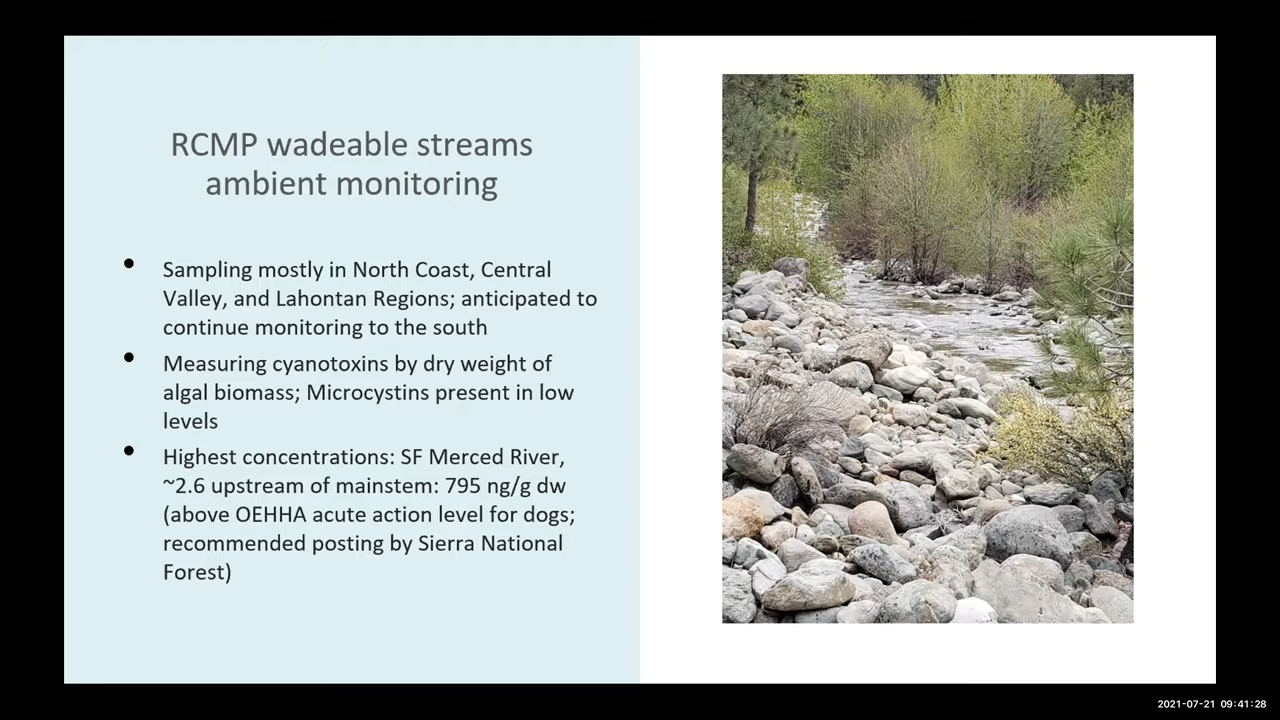 RCMP wadeable streams
ambient monitoring
• Sampling mostly in North Coast, Central
Valley, and Lahontan Regions; anticipated to
continue monitoring to the south
• Measuring cyanotoxins by dry weight of
algal biomass; Microcystins present in low
levels
• Highest concentrations: SF Merced River,
~2.6 upstream of mainstem: 795 ng/g dw
(above OEHHA acute action level for dogs;
recommended posting by Sierra National
Forest)
2021-07-21 09:41:28